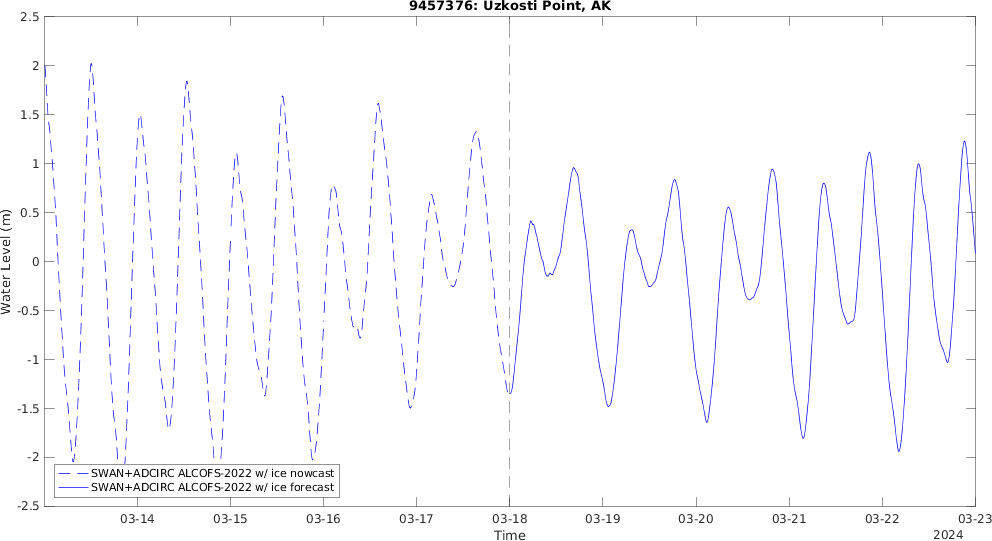 9457376: Uzkosti Point, AK
2.5
2
1.5
1
0.5
0
-0.5
-1
-1.5
-2
-2.5
Water Level (m)
SWAN+ADCIRC ALCOFS-2022 w/ ice nowcast
SWAN+ADCIRC ALCOFS-2022 w/ ice forecast
03-14 03-15 03-16 03-17 03-18 03-19 03-20 03-21 03-22 03-23
Time
2024